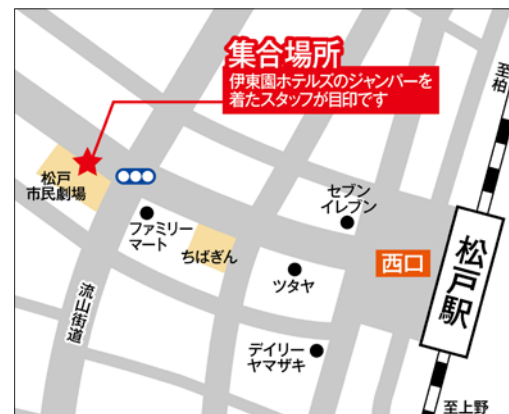 集合場所
伊東園ホテルズのジャンパーを
着たスタッフが目印です
至柏
松戸
市民劇場
セブン
イレブン
ファミリー
マート
ちばぎん
ツタヤ
西口
松戸駅
流山街道
デイリー
ヤマザキ
至上野